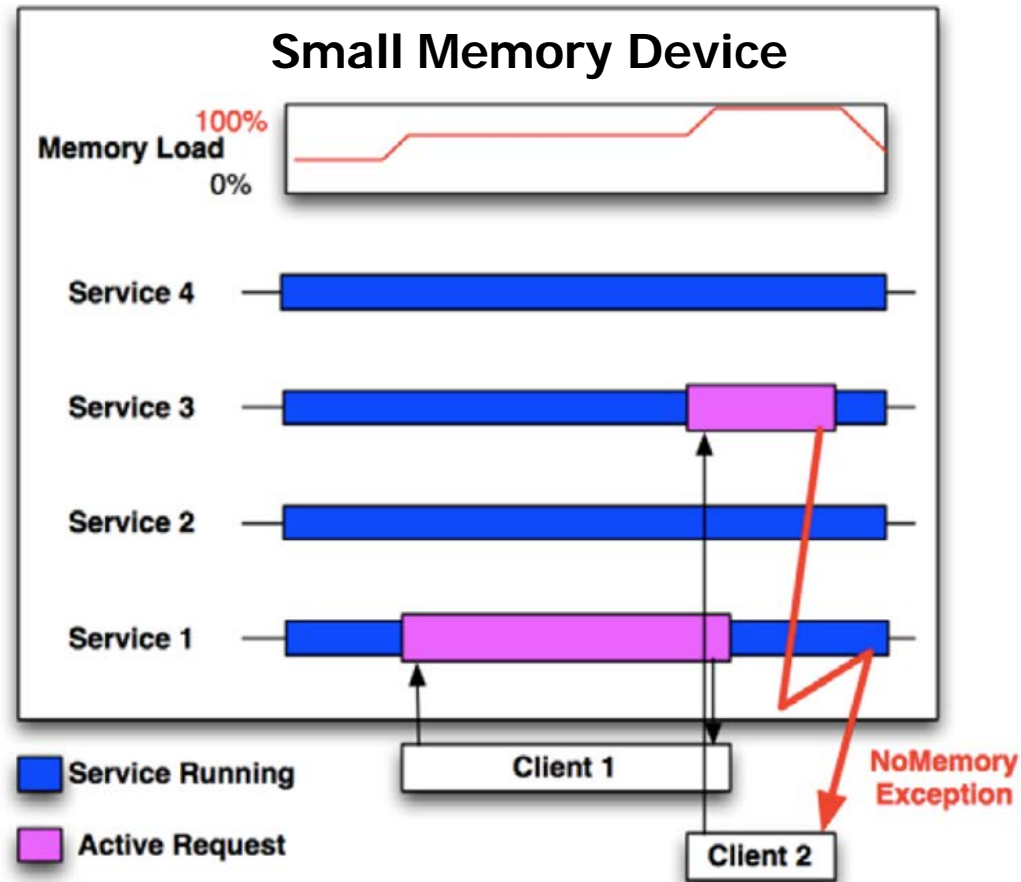 Small Memory Device
100%
Memory Load
0%
Service 4
Service 3
Service 2
Service 1
Service Running
Client 1
NoMemory
Exception
Active Request
Client 2